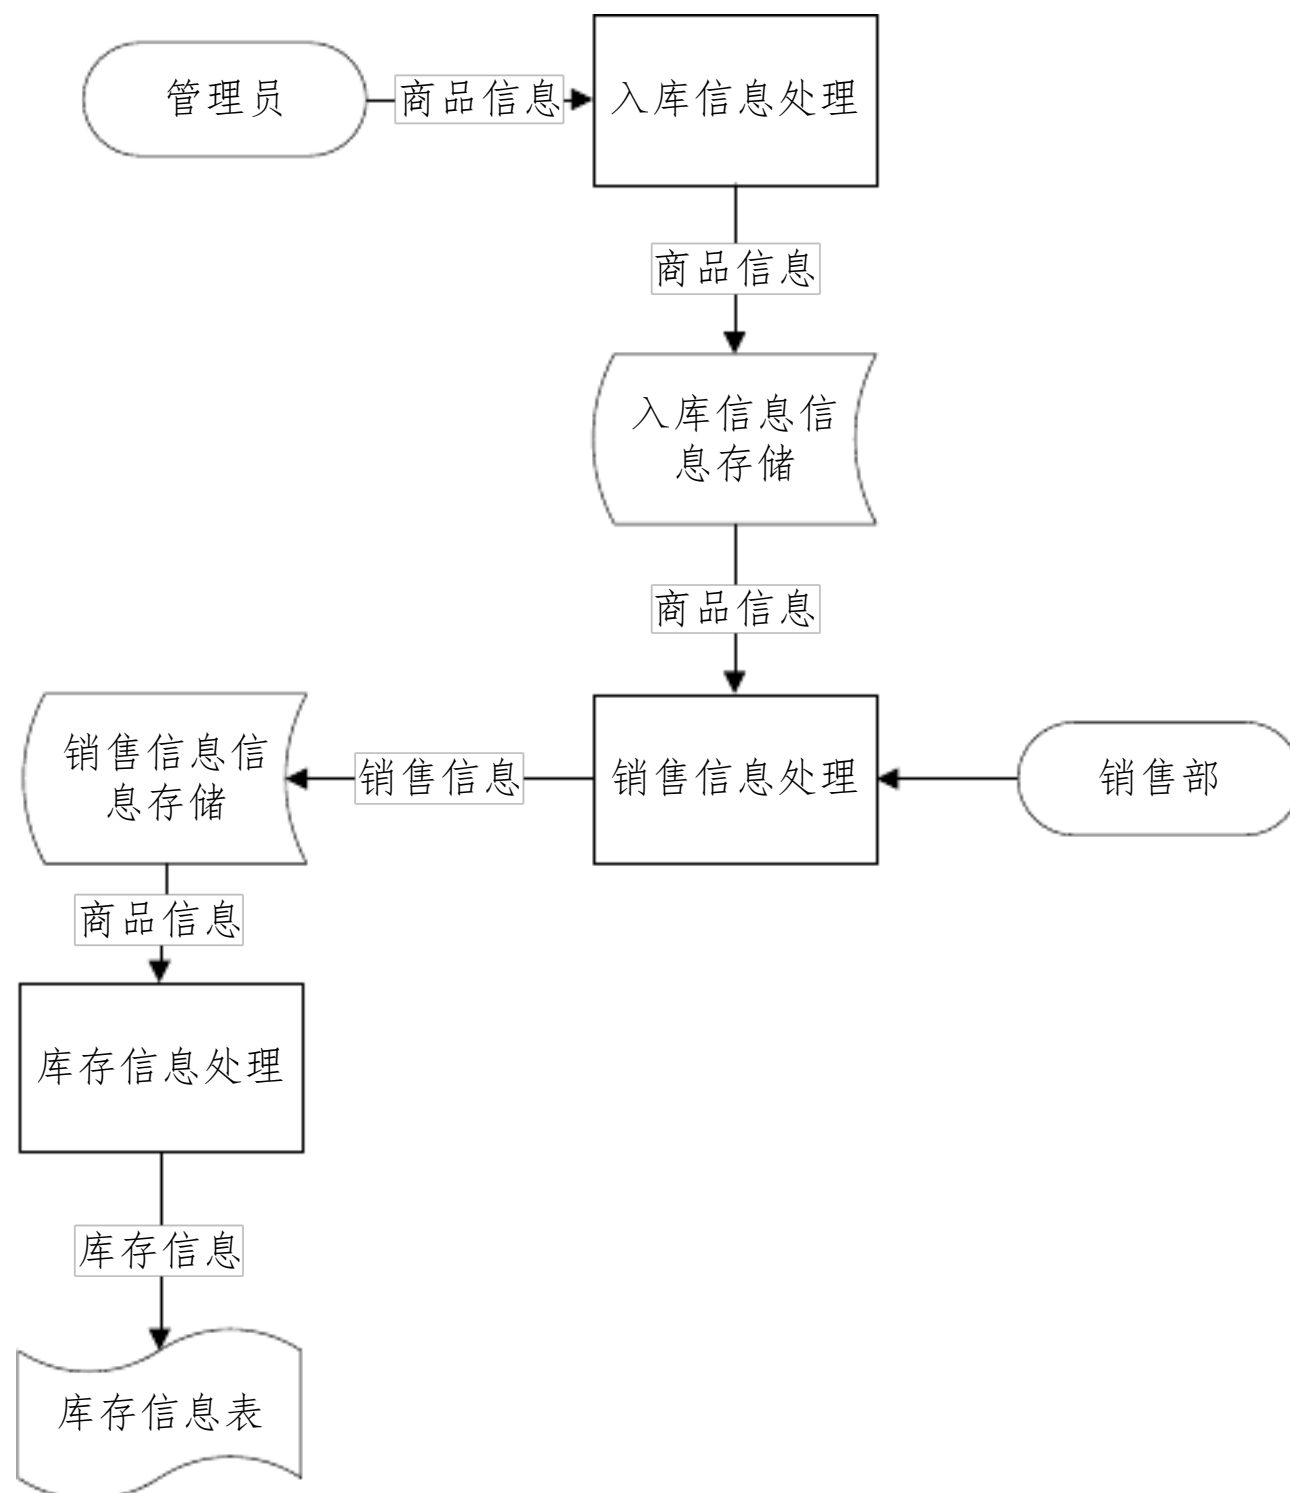 管理员
商品信息
入库信息处理
商品信息
入库信息信
息存储
商品信息
销售信息信
息存储
销售信息
销售信息处理
销售部
商品信息
库存信息处理
库存信息
库存信息表